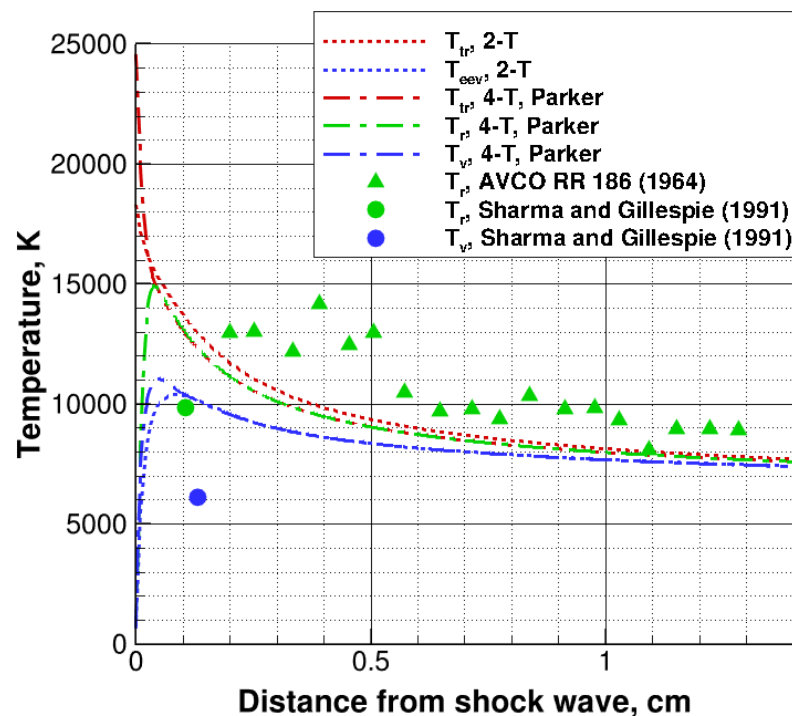 T_tr, 2-T
T_eev, 2-T
T_tr, 4-T, Parker
T_r, 4-T, Parker
T_v, 4-T, Parker
T_r, AVCO RR 186 (1964)
T_r, Sharma and Gillespie (1991)
T_v, Sharma and Gillespie (1991)
25000
20000
15000
10000
5000
0
Temperature, K
0
0.5
1
Distance from shock wave, cm